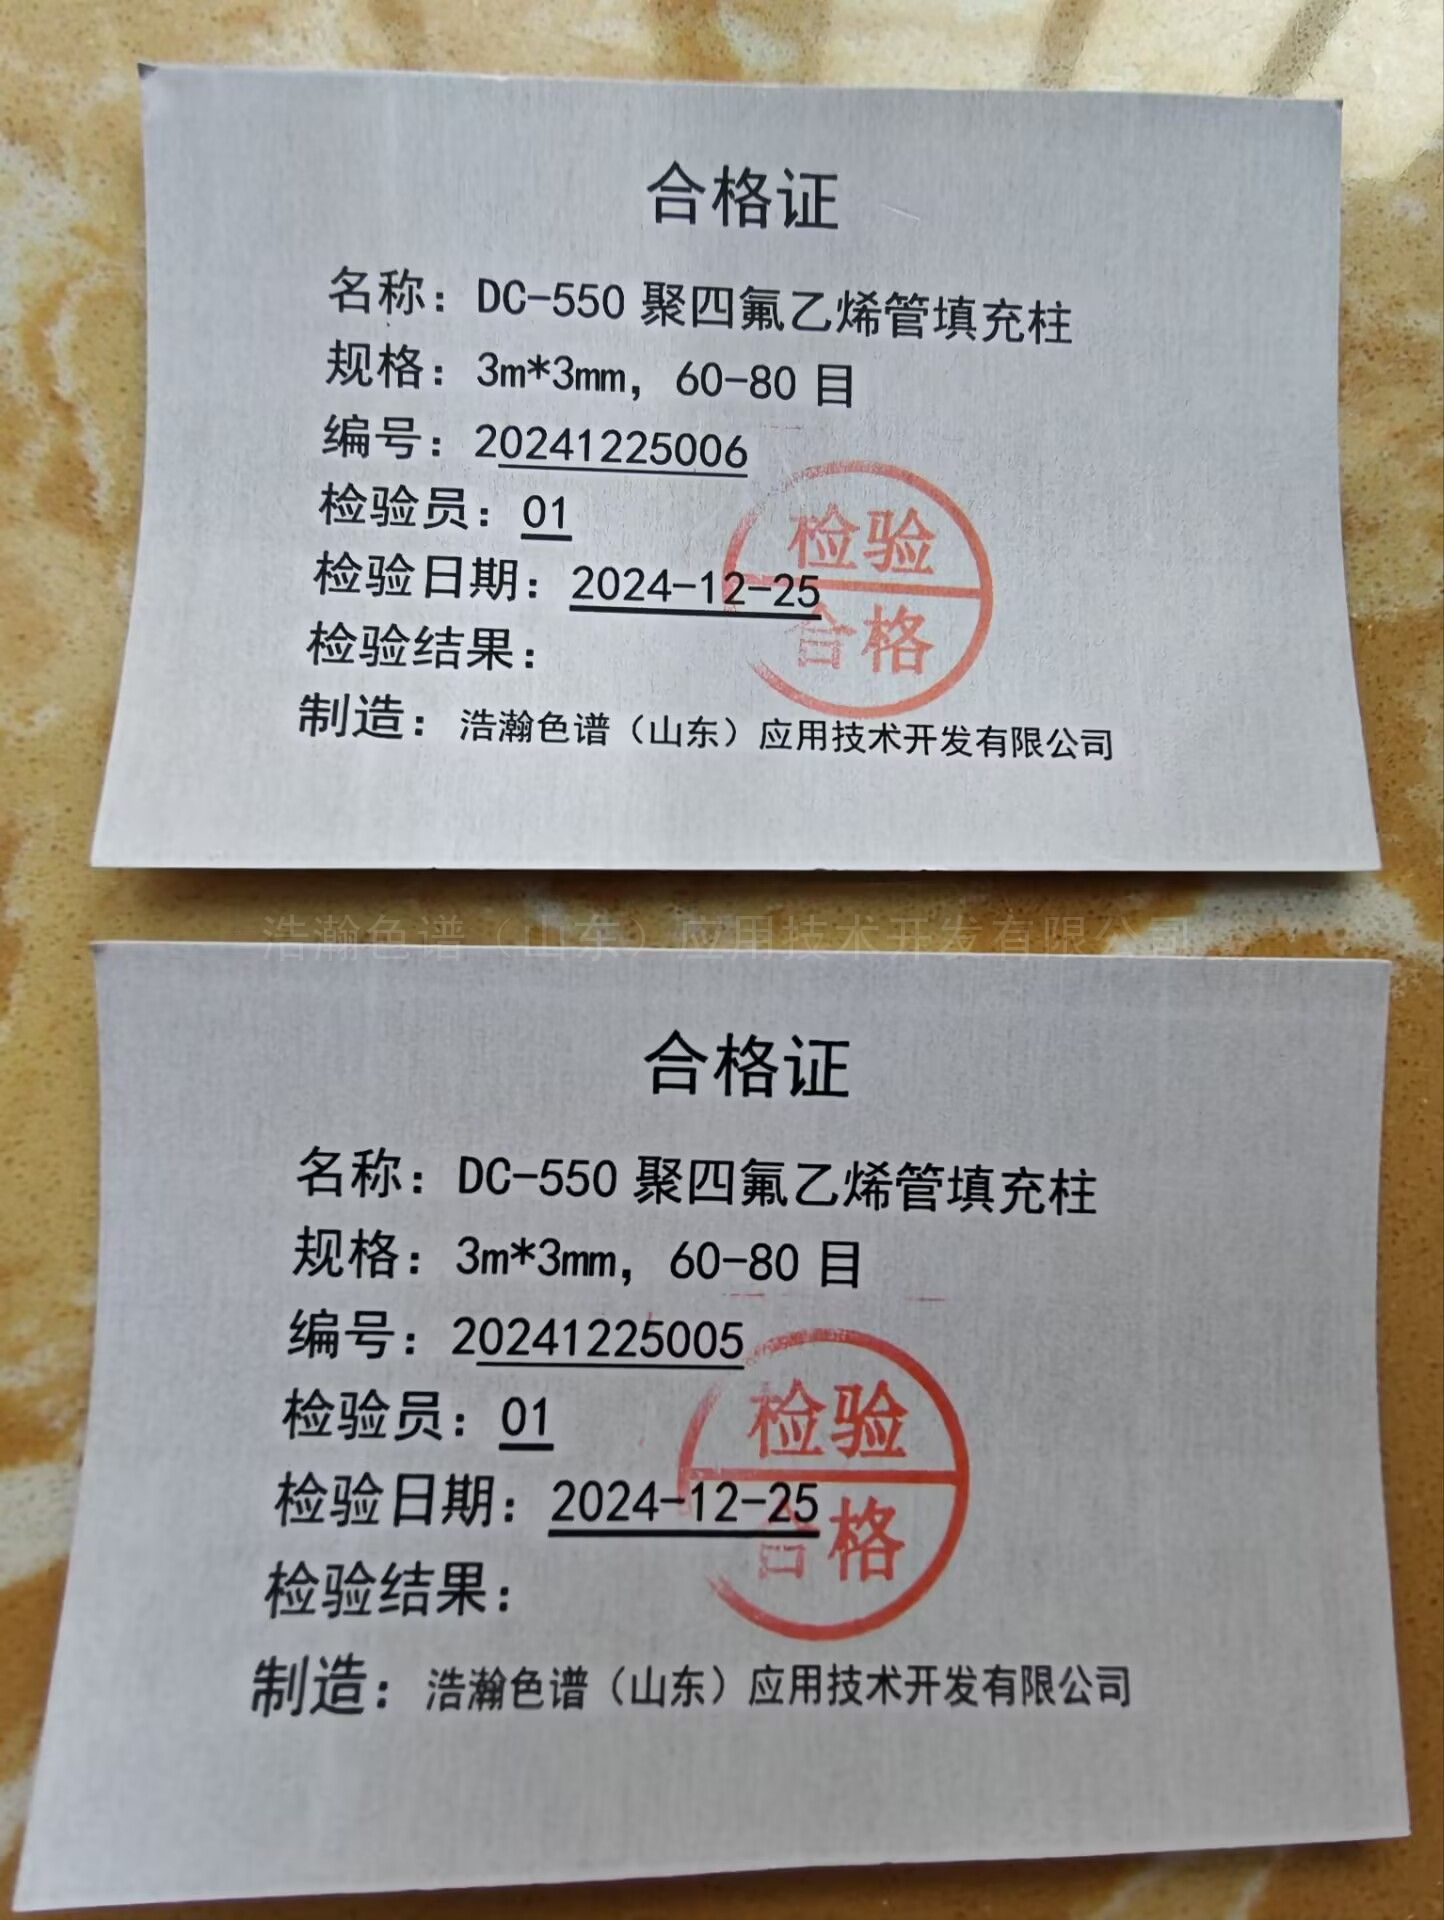 合格证
名称：DC-550 聚四氟乙烯管填充柱
规格：3m*3mm，60-80 目
编号：20241225006
检验员：01
检验日期：2024-12-25
检验结果：
检验
合格
制造：浩瀚色谱（山东）应用技术开发有限公司
浩瀚色谱（山东）应用技术开发有限公司
合格证
名称：DC-550 聚四氟乙烯管填充柱
规格：3m*3mm，60-80 目
编号：20241225005
检验员：01
检验日期：2024-12-25
检验结果：
检验
合格
制造：浩瀚色谱（山东）应用技术开发有限公司